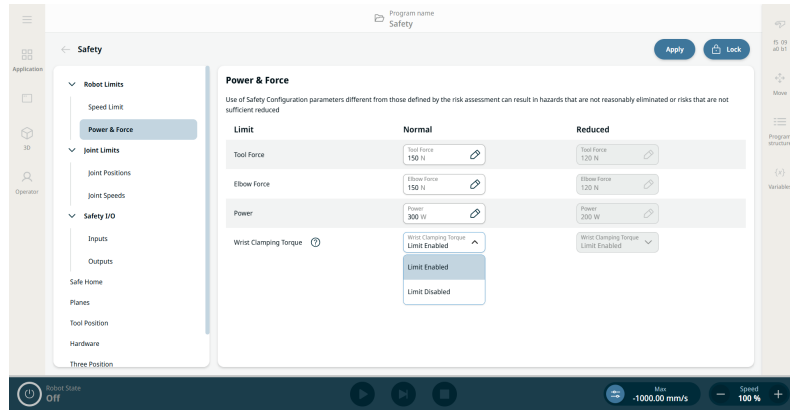 Program name
Safety
Safety
Apply
Lock
f5 09
a0 b1
Application
3D
Operator
Move
Program
structure
Variables
Robot Limits
Speed Limit
Power & Force
Joint Limits
Joint Positions
Joint Speeds
Safety I/O
Inputs
Outputs
Safe Home
Planes
Tool Position
Hardware
Three Position
Power & Force
Use of Safety Configuration parameters different from those defined by the risk assessment can result in hazards that are not reasonably eliminated or risks that are not
sufficient reduced
Limit Normal Reduced
Tool Force
Tool Force
150 N
Tool Force
120 N
Elbow Force
Elbow Force
150 N
Elbow Force
120 N
Power
Power
300 W
Power
200 W
Wrist Clamping Torque ?
Wrist Clamping Torque
Limit Enabled
Wrist Clamping Torque
Limit Enabled
Limit Enabled
Limit Disabled
Robot State
Off
Max
-1000.00 mm/s
Speed
100 %